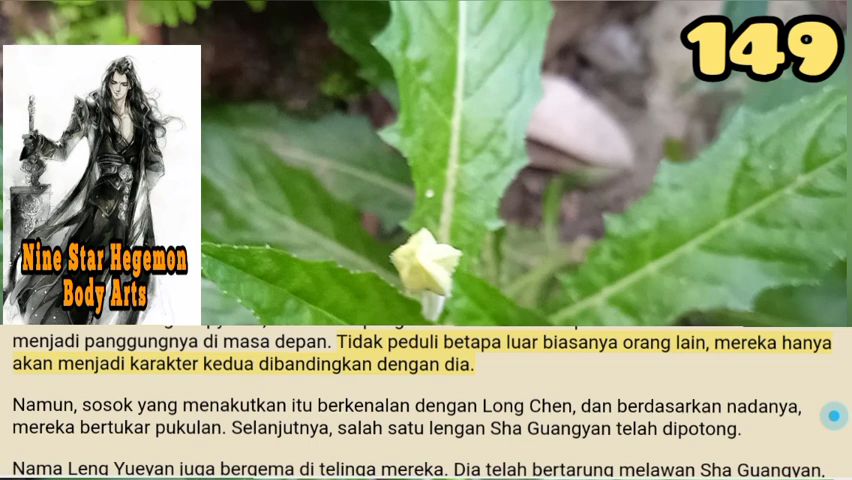 149
Nine Star Hegemon
Body Arts
menjadi panggungnya di masa depan. Tidak peduli betapa luar biasanya orang lain, mereka hanya
akan menjadi karakter kedua dibandingkan dengan dia.
Namun, sosok yang menakutkan itu berkenalan dengan Long Chen, dan berdasarkan nadanya,
mereka bertukar pukulan. Selanjutnya, salah satu lengan Sha Guangyan telah dipotong.
Nama Leng Yueyan juga bergema di telinga mereka. Dia telah bertarung melawan Sha Guangyan,